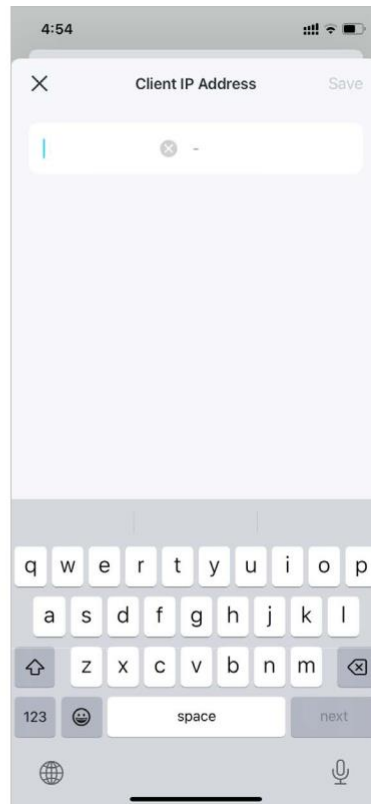 4:54
Client IP Address Save
-
q w e r t y u i o p
a s d f g h j k l
z x c v b n m
123 space next